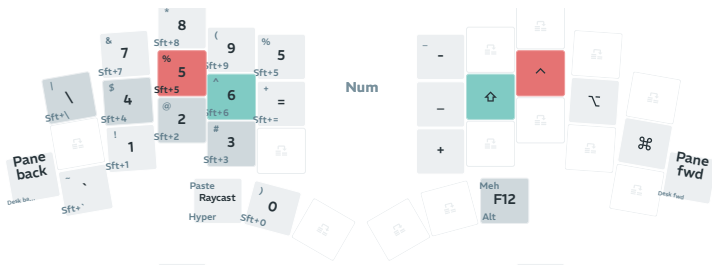 *
8
Sft+8
&
7
Sft+7
(
9
Sft+9
%
5
Sft+5
|
\
Sft+\
$
4
Sft+4
%
5
Sft+5
^
6
Sft+6
+
=
Sft+=
@
2
Sft+2
!
1
Sft+1
#
3
Sft+3
Pane
back
~
`
Sft+`
Paste
Raycast
Hyper
)
0
Sft+0
Num
_
-
^
_
+
Meh
F12
Alt
Pane
fwd
Desk fwd